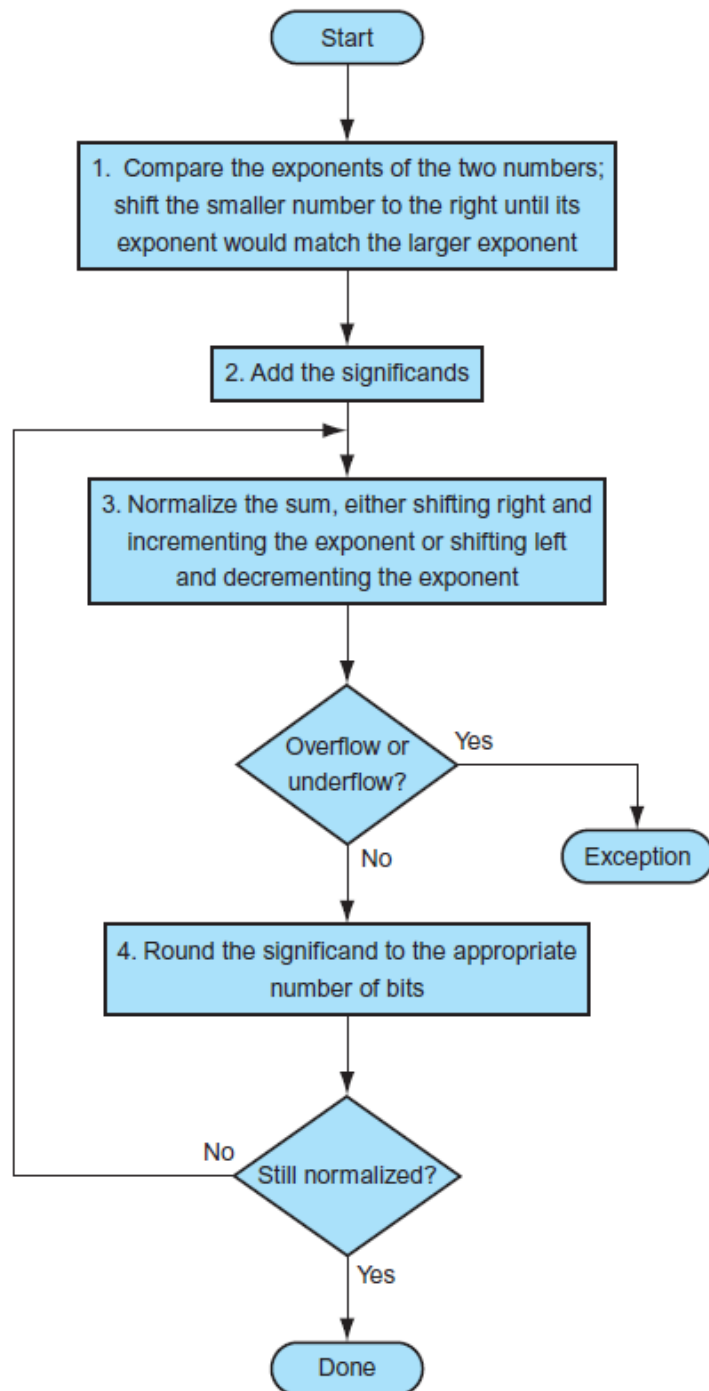 Start
1. Compare the exponents of the two numbers;
shift the smaller number to the right until its
exponent would match the larger exponent
2. Add the significands
3. Normalize the sum, either shifting right and
incrementing the exponent or shifting left
and decrementing the exponent
Overflow or
underflow?
Yes
No
Exception
4. Round the significand to the appropriate
number of bits
No
Still normalized?
Yes
Done